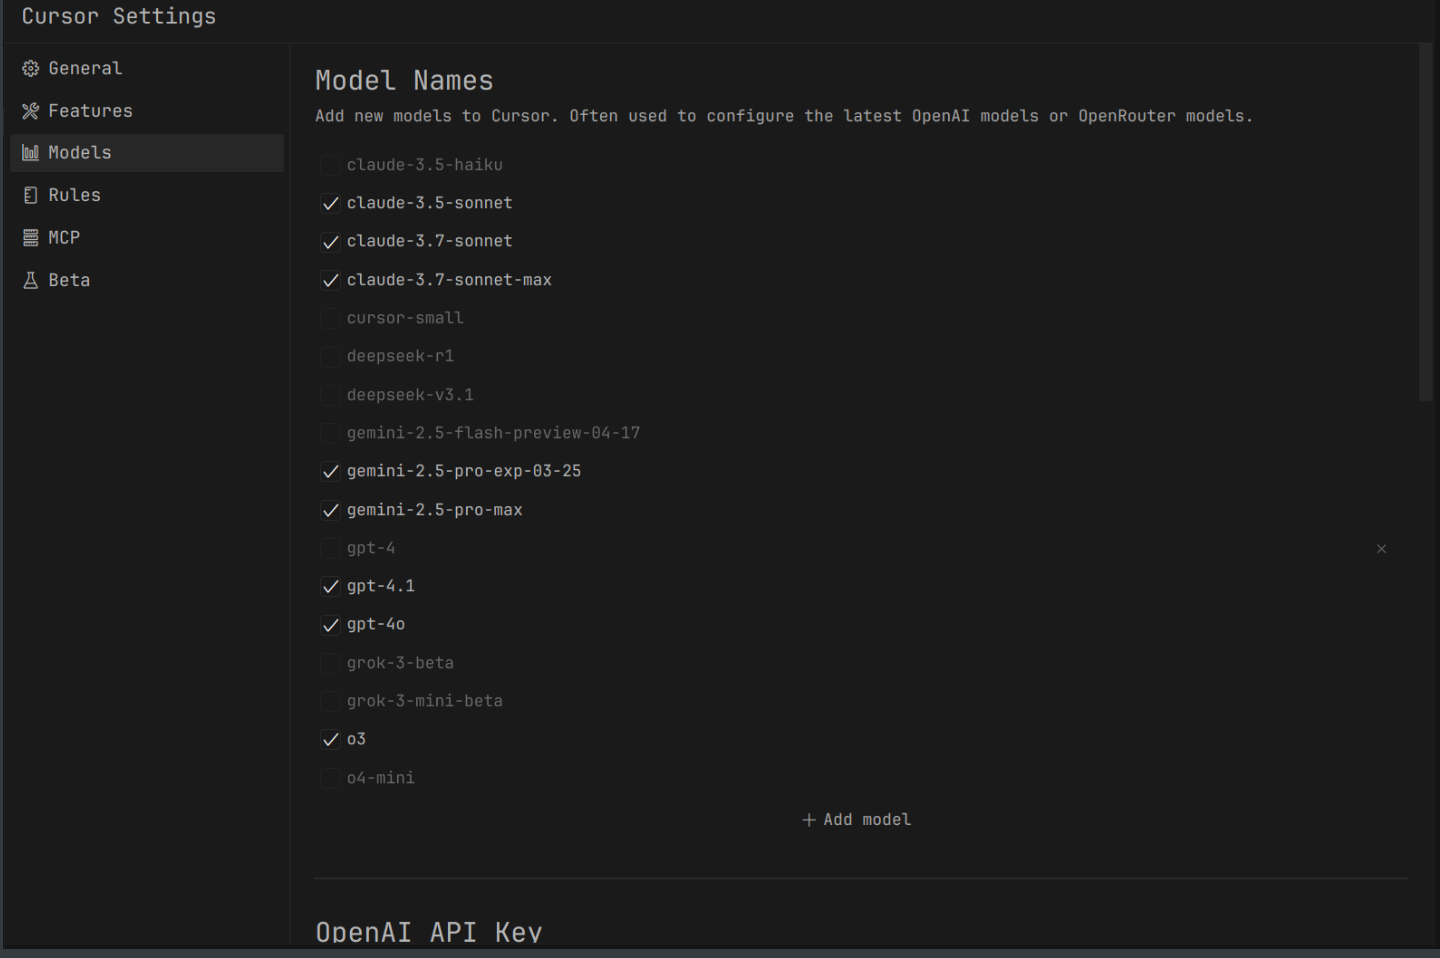 Cursor Settings
General
Features
Models
Rules
MCP
Beta
Model Names
Add new models to Cursor. Often used to configure the latest OpenAI models or OpenRouter models.
claude-3.5-haiku
claude-3.5-sonnet
claude-3.7-sonnet
claude-3.7-sonnet-max
cursor-small
deepseek-r1
deepseek-v3.1
gemini-2.5-flash-preview-04-17
gemini-2.5-pro-exp-03-25
gemini-2.5-pro-max
gpt-4
gpt-4.1
gpt-4o
grok-3-beta
grok-3-mini-beta
o3
o4-mini
+ Add model
OpenAI API Key